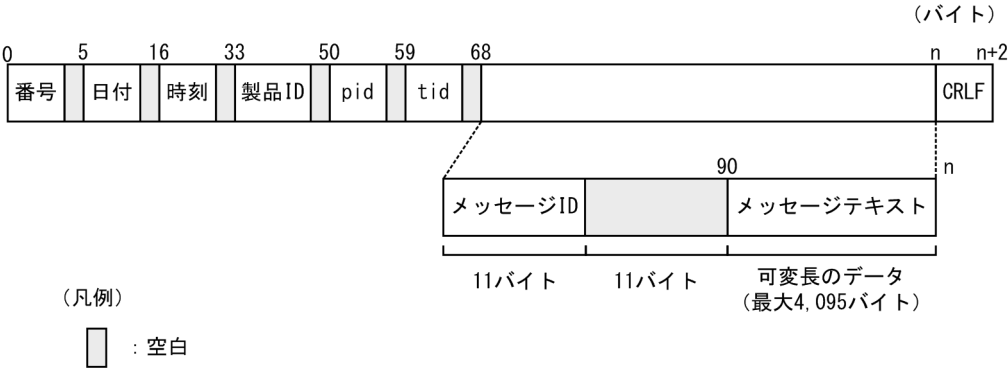 （バイト）
0 5 16 33 50 59 68 n n+2
番号 日付 時刻 製品ID pid tid CRLF
90 n
メッセージID メッセージテキスト
11バイト 11バイト 可変長のデータ
（最大4,095バイト）
（凡例）
：空白